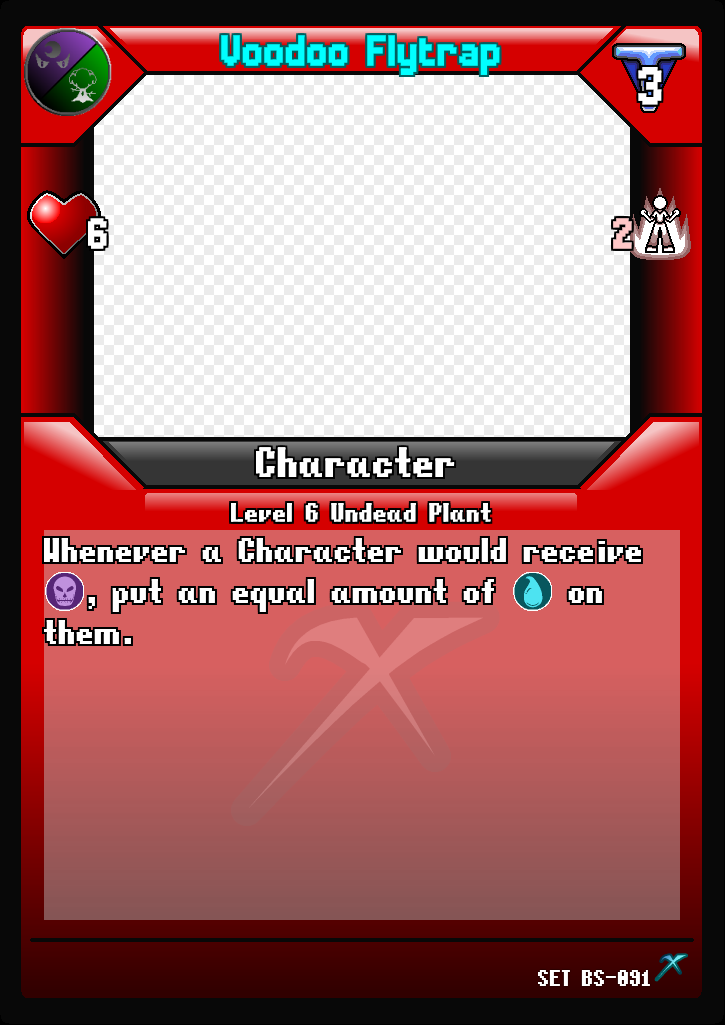 Voodoo Flytrap
3
6
2
Character
Level 6 Undead Plant
Whenever a Character would receive
, put an equal amount of on
them.
SET BS-091